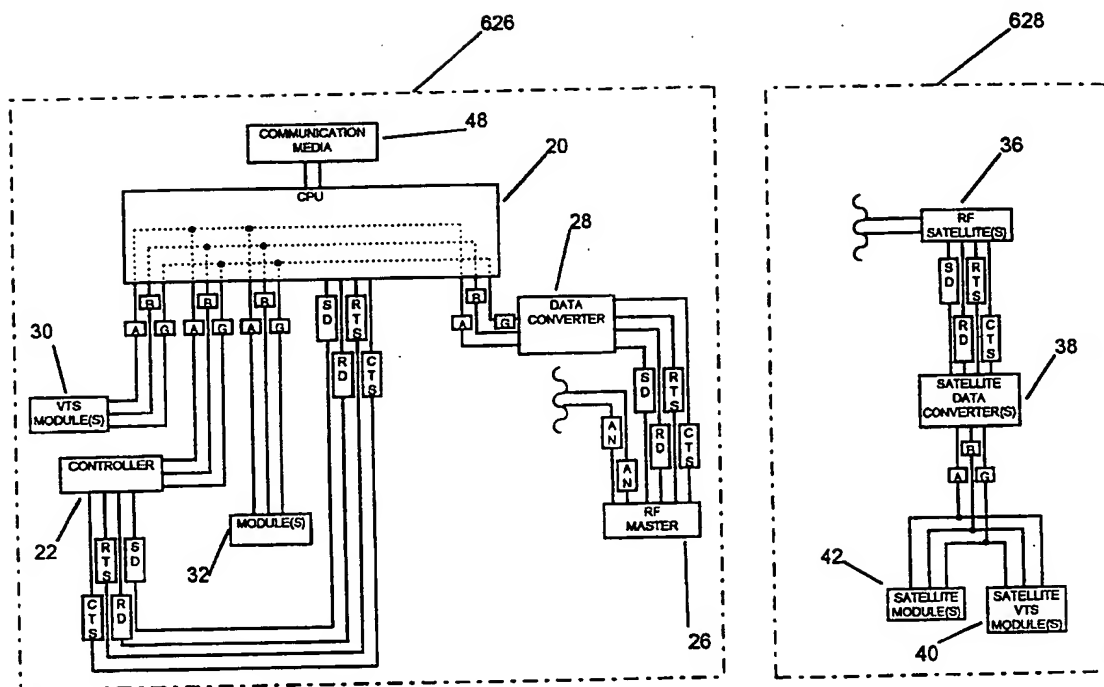 626
628
COMMUNICATION
MEDIA
48
20
36
CPU
RF
SATELLITE(S)
28
SD
RTS
RD
CTS
DATA
CONVERTER
A
B
G
A
B
G
A
B
G
SD
RTS
RD
CTS
A
B
G
38
SATELLITE
DATA
CONVERTER(S)
30
VTS
MODULE(S)
SD
RTS
RD
CTS
AN
AN
A
B
G
CONTROLLER
22
MODULE(S)
32
RF
MASTER
26
RTS
SD
CTS
RD
42
SATELLITE
MODULE(S)
SATELLITE
VTS
MODULE(S)
40